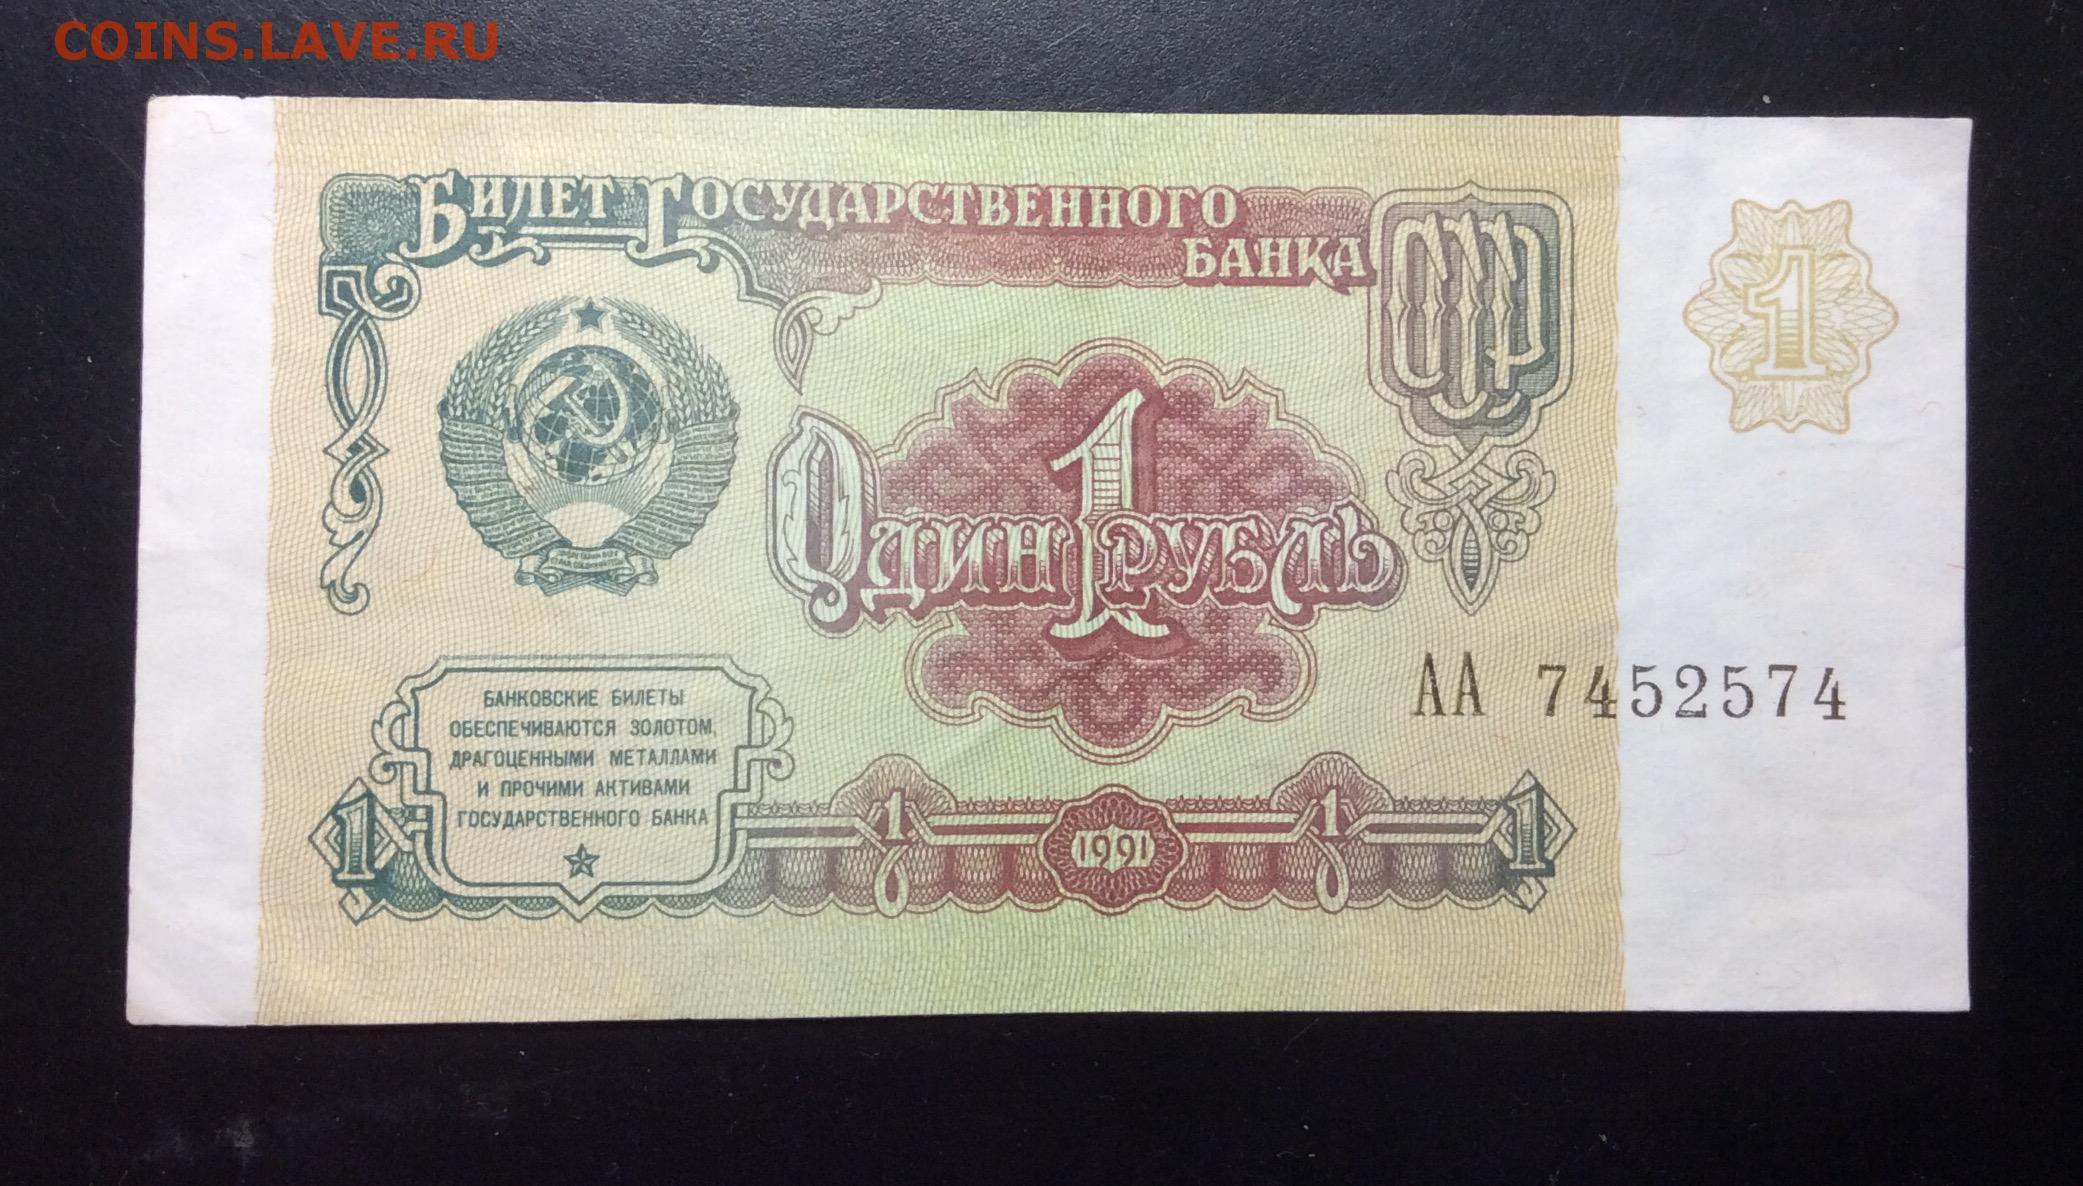 COINS.LAVE.RU
БИЛЕТ ГОСУДАРСТВЕННОГО
БАНКА
СССР
1
1
ОДИН РУБЛЬ
АА 7452574
БАНКОВСКИЕ БИЛЕТЫ
ОБЕСПЕЧИВАЮТСЯ ЗОЛОТОМ,
ДРАГОЦЕННЫМИ МЕТАЛЛАМИ
И ПРОЧИМИ АКТИВАМИ
ГОСУДАРСТВЕННОГО БАНКА
1 1 1991 1 1